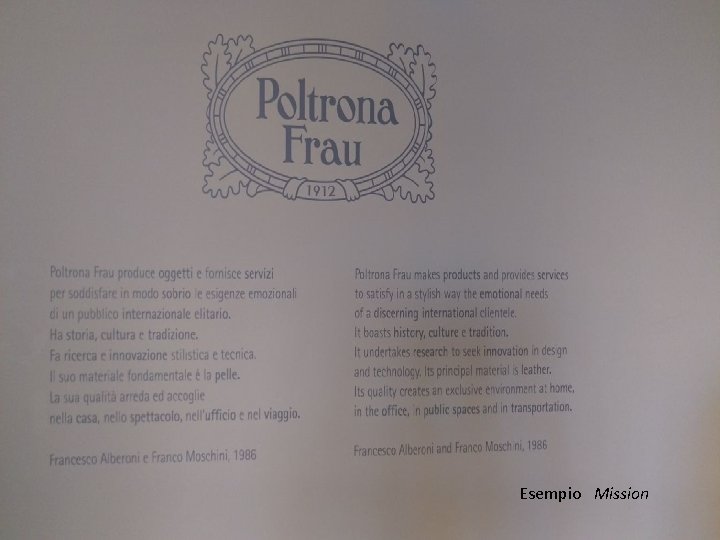 Poltrona
Frau
1912
Poltrona Frau produce oggetti e fornisce servizi
per soddisfare in modo sobrio le esigenze emozionali
di un pubblico internazionale elitario.
Ha storia, cultura e tradizione.
Fa ricerca e innovazione stilistica e tecnica.
Il suo materiale fondamentale é la pelle.
La sua qualità arreda ed accoglie
nella casa, nello spettacolo, nell'ufficio e nel viaggio.
Francesco Alberoni e Franco Moschini, 1986
Poltrona Frau makes products and provides services
to satisfy in a stylish way the emotional needs
of a discerning international clientele.
It boasts history, culture e tradition.
It undertakes research to seek innovation in design
and technology. Its principal material is leather.
Its quality creates an exclusive environment at home,
in the office, in public spaces and in transportation.
Francesco Alberoni and Franco Moschini, 1986
Esempio Mission